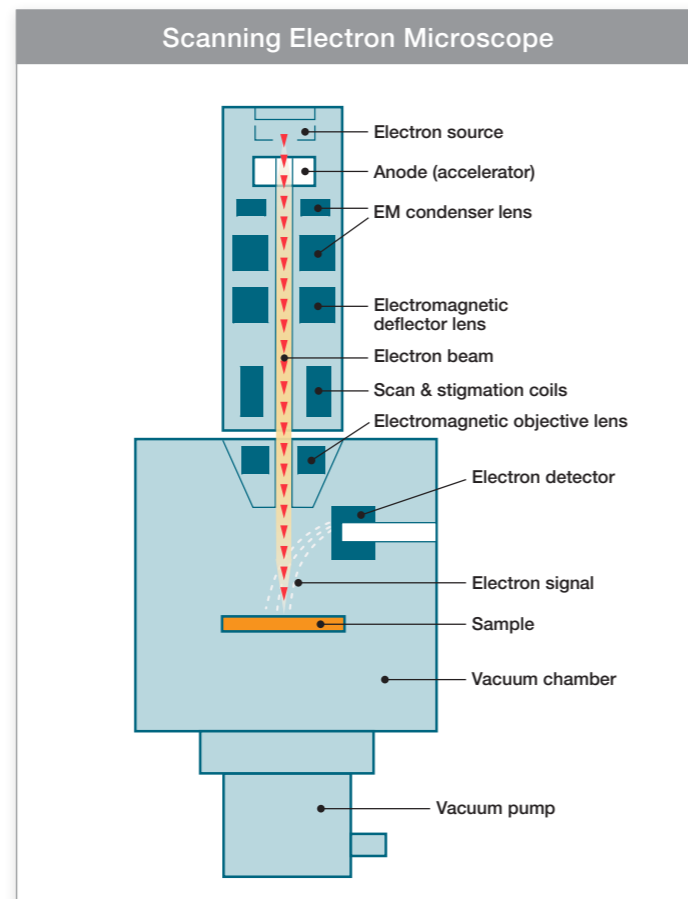 Scanning Electron Microscope
Electron source
Anode (accelerator)
EM condenser lens
Electromagnetic
deflector lens
Electron beam
Scan & stigmation coils
Electromagnetic objective lens
Electron detector
Electron signal
Sample
Vacuum chamber
Vacuum pump